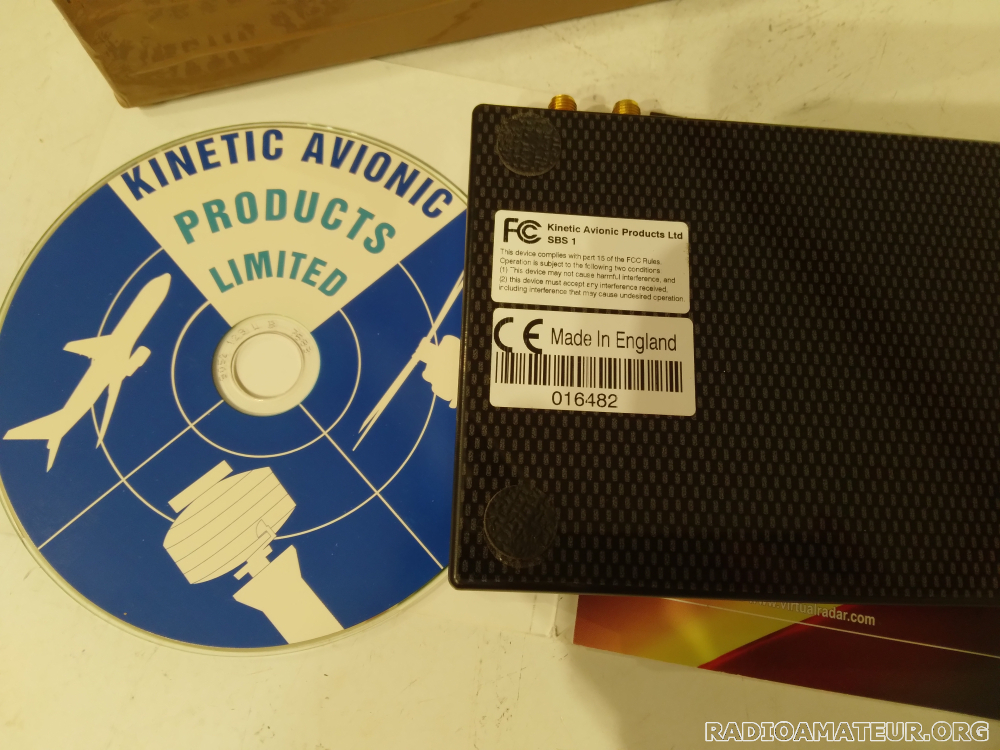 KINETIC AVIONIC
PRODUCTS
LIMITED
FCC Kinetic Avionic Products Ltd
SBS 1
This device complies with part 15 of the FCC Rules.
Operation is subject to the following two conditions
(1) This device may not cause harmful interference, and
(2) this device must accept any interference received,
including interference that may cause undesired operation
CE Made In England
016482
www.virtualradar.com
RADIOAMATEUR.ORG